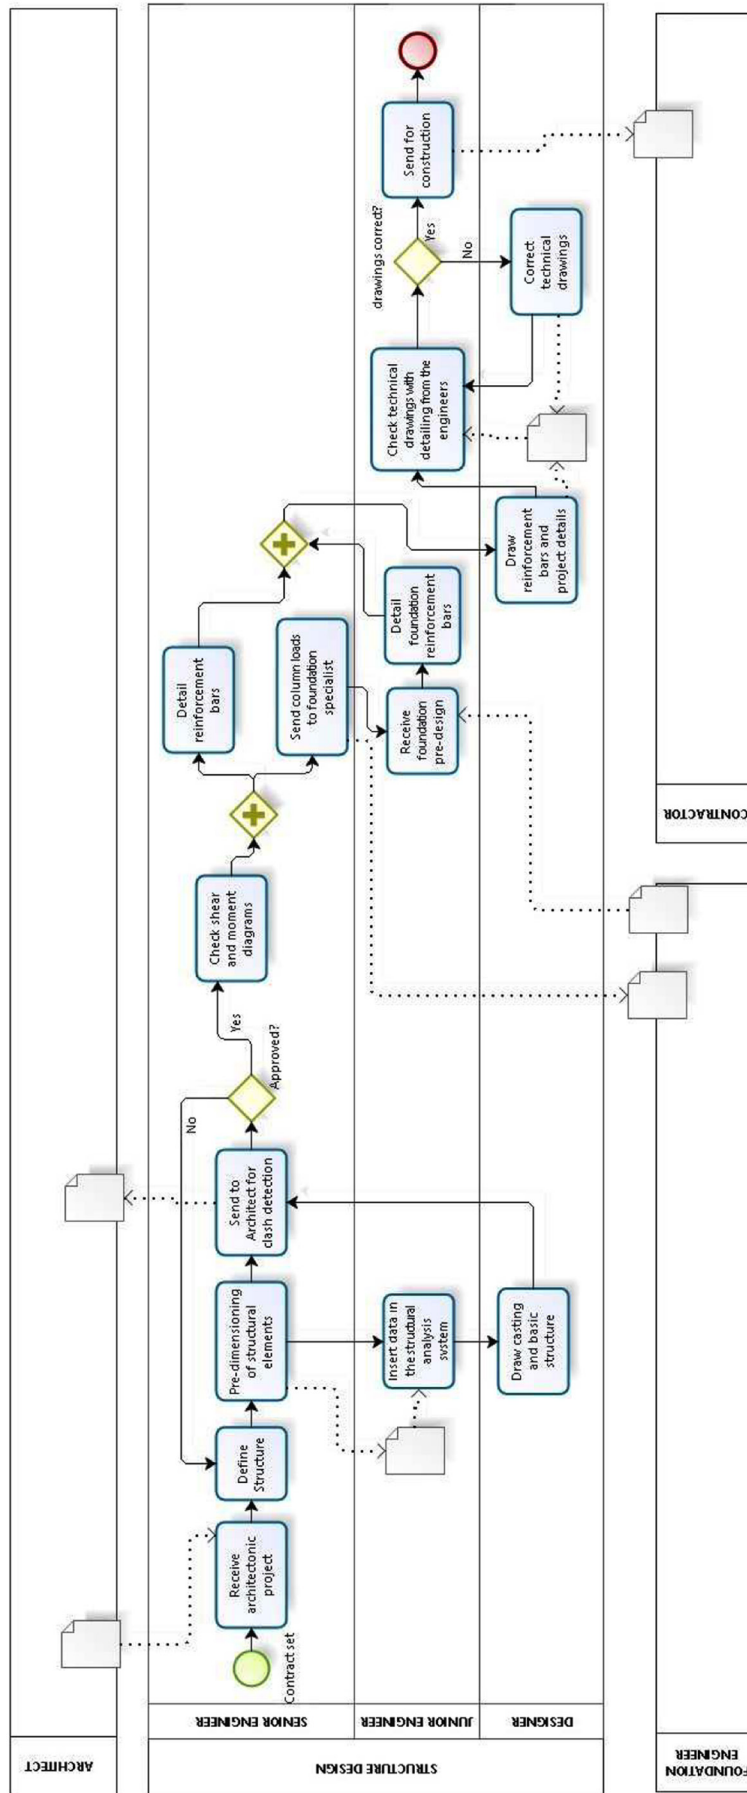 ARCHITECT
STRUCTURE DESIGN
SENIOR ENGINEER
JUNIOR ENGINEER
DESIGNER
FOUNDATION
ENGINEER
CONTRACTOR
Contract set
Receive
architectonic
project
Define
Structure
Pre-dimensioning
of structural
elements
Send to
Architect for
clash detection
Insert data in
the structural
analysis
system
Draw casting
and basic
structure
No
Approved?
Yes
Check shear
and moment
diagrams
Detail
reinforcement
bars
Send column loads
to foundation
specialist
Receive
foundation
pre-design
Detail
foundation
reinforcement
bars
Draw
reinforcement
bars and
project details
Check technical
drawings with
detailing from the
engineers
drawings correct?
Yes
No
Correct
technical
drawings
Send for
construction